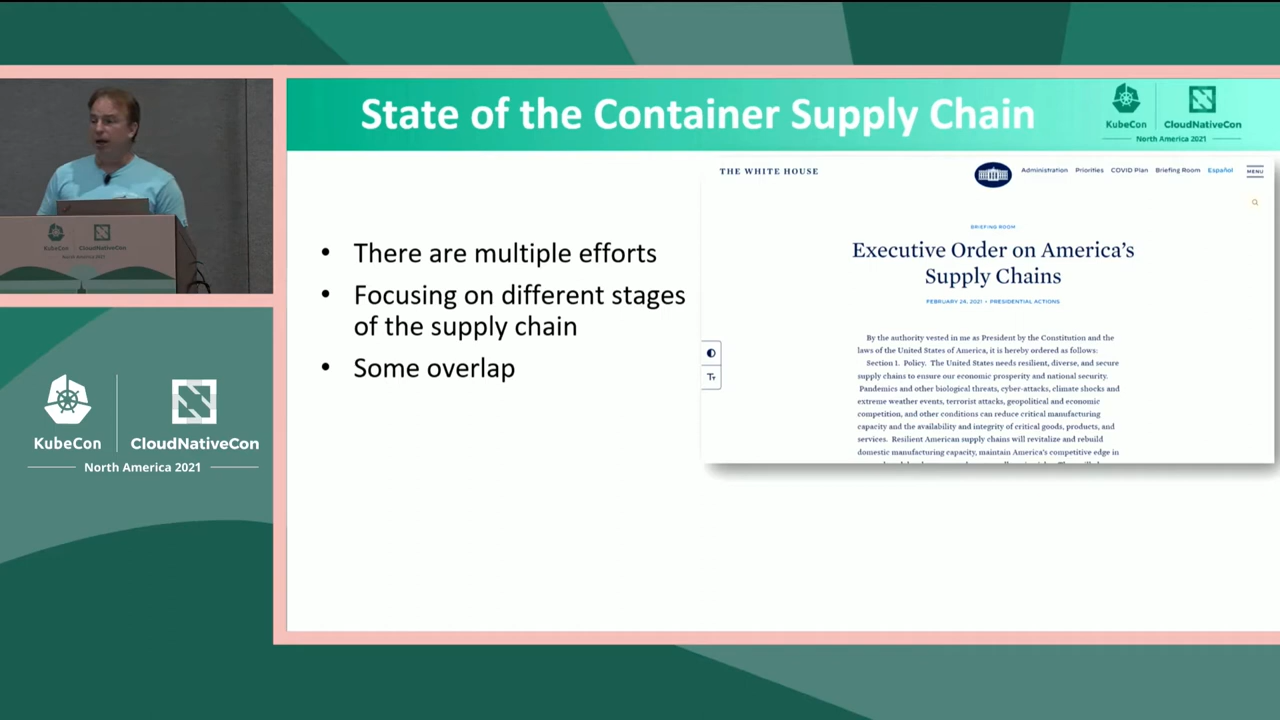 State of the Container Supply Chain
KubeCon
CloudNativeCon
North America 2021
THE WHITE HOUSE
Administration
Priorities
COVID Plan
Briefing Room
Español
MENU
BRIEFING ROOM
Executive Order on America's
Supply Chains
FEBRUARY 24, 2021 • PRESIDENTIAL ACTIONS
By the authority vested in me as President by the Constitution and the
laws of the United States of America, it is hereby ordered as follows:
Section 1. Policy. The United States needs resilient, diverse, and secure
supply chains to ensure our economic prosperity and national security.
Pandemics and other biological threats, cyber-attacks, climate shocks and
extreme weather events, terrorist attacks, geopolitical and economic
competition, and other conditions can reduce critical manufacturing
capacity and the availability and integrity of critical goods, products, and
services. Resilient American supply chains will revitalize and rebuild
domestic manufacturing capacity, maintain America's competitive edge in
• There are multiple efforts
• Focusing on different stages
of the supply chain
• Some overlap
KubeCon
CloudNativeCon
North America 2021
KubeCon
CloudNativeCon
North America 2021